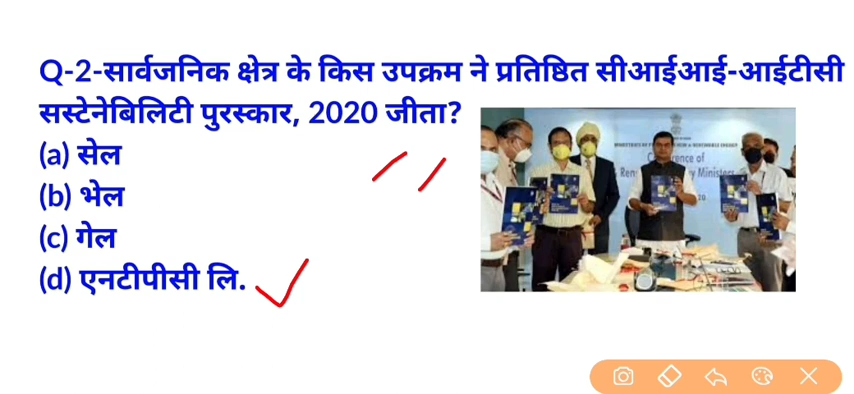 Q-2-सार्वजनिक क्षेत्र के किस उपक्रम ने प्रतिष्ठित सीआईआई-आईटीसी
सस्टेनेबिलिटी पुरस्कार, 2020 जीता?
(a) सेल
(b) भेल
(c) गेल
(d) एनटीपीसी लि.